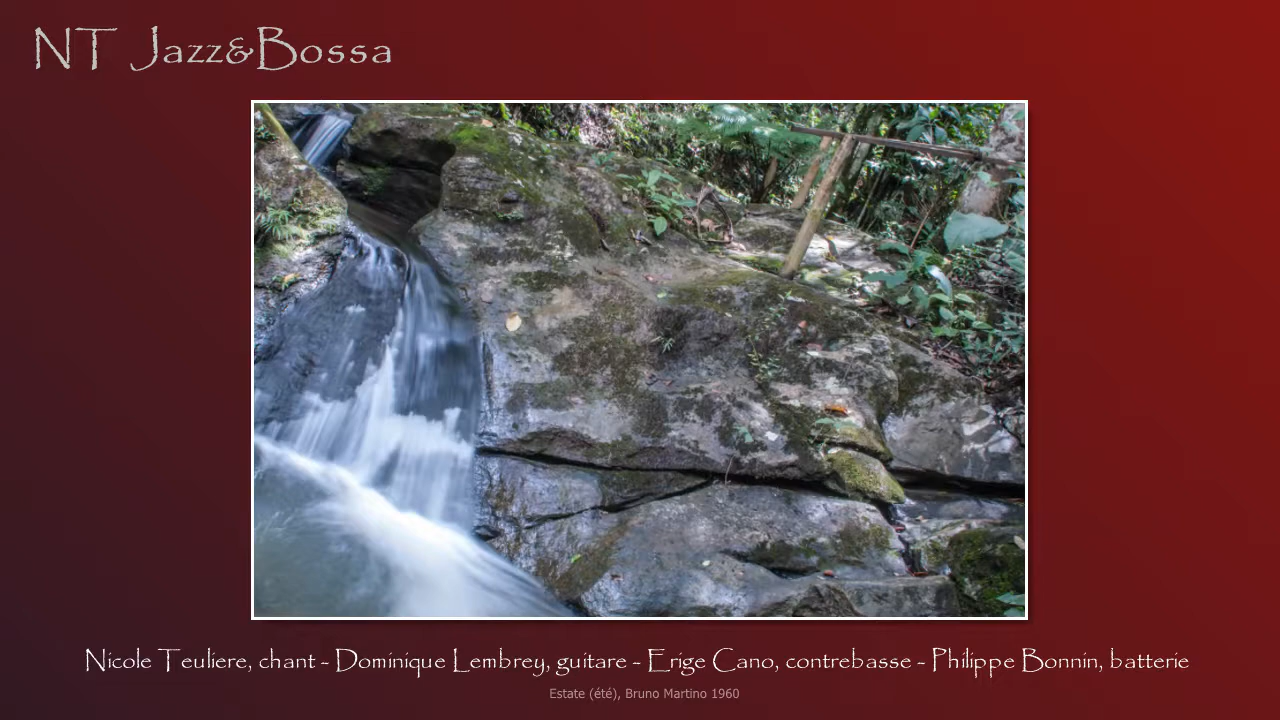 NT Jazz&Bossa
Nicole Teuliere, chant - Dominique Lembrey, guitare - Erige Cano, contrebasse - Philippe Bonnin, batterie
Estate (été), Bruno Martino 1960